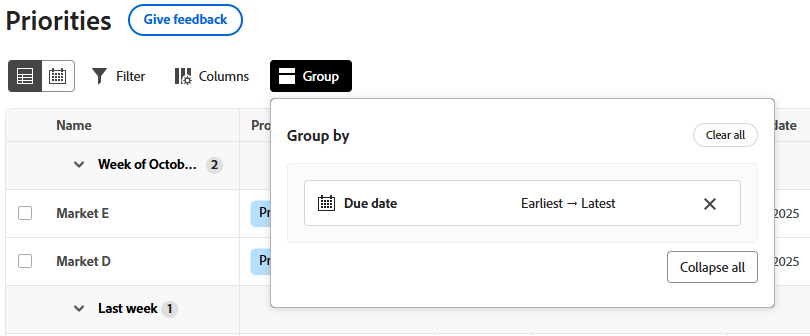 Priorities
Give feedback
Filter
Columns
Group
Name
Pro
date
Group by
Clear all
Week of Octob... 2
Due date
Earliest → Latest
Market E
Pr
2025
Market D
Pr
2025
Collapse all
Last week 1